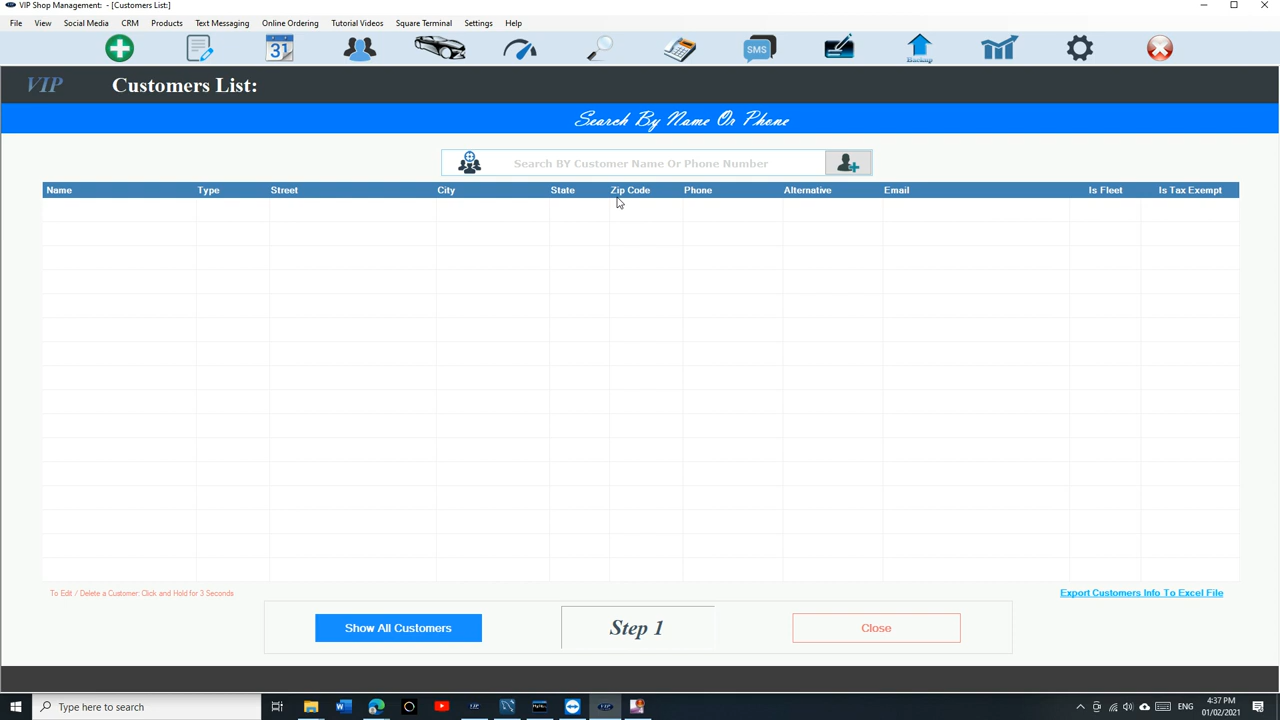 VIP Shop Management: - [Customers List:]
File View Social Media CRM Products Text Messaging Online Ordering Tutorial Videos Square Terminal Settings Help
31 SMS Backup
VIP Customers List:
Search By Name Or Phone
Search BY Customer Name Or Phone Number
Name Type Street City State Zip Code Phone Alternative Email Is Fleet Is Tax Exempt
To Edit / Delete a Customer: Click and Hold for 3 Seconds
Export Customers Info To Excel File
Show All Customers Step 1 Close
Type here to search
ENG
4:37 PM
01/02/2021